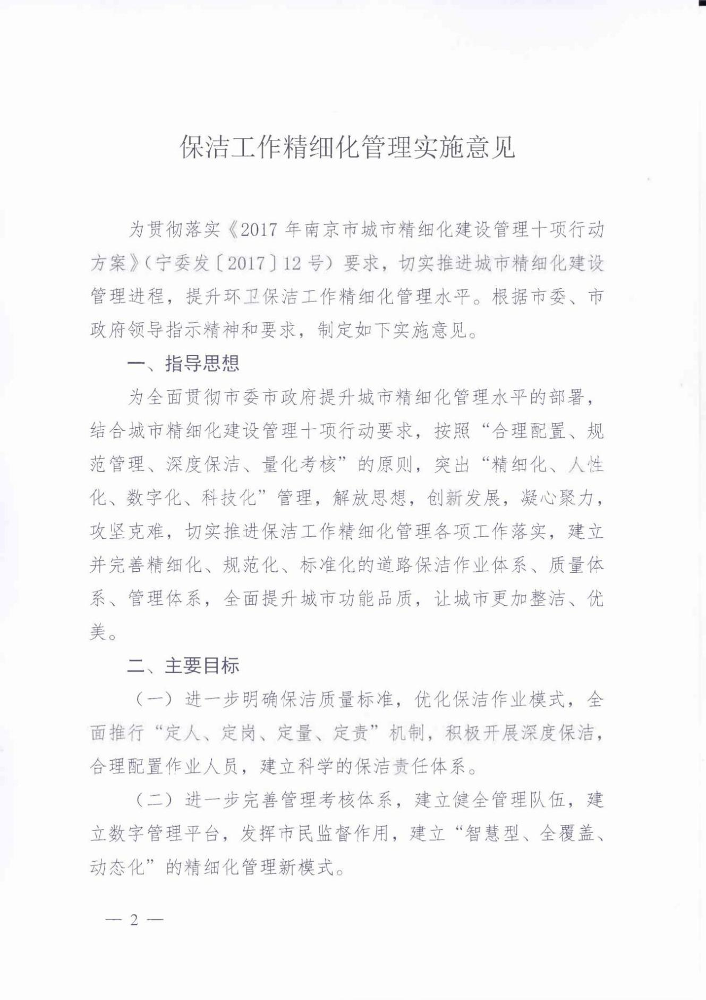 保洁工作精细化管理实施意见
为贯彻落实《2017年南京市城市精细化建设管理十项行动
方案》（宁委发〔2017〕12号）要求，切实推进城市精细化建设
管理进程，提升环卫保洁工作精细化管理水平。根据市委、市
政府领导指示精神和要求，制定如下实施意见。
一、指导思想
为全面贯彻市委市政府提升城市精细化管理水平的部署，
结合城市精细化建设管理十项行动要求，按照“合理配置、规
范管理、深度保洁、量化考核”的原则，突出“精细化、人性
化、数字化、科技化”管理，解放思想，创新发展，凝心聚力，
攻坚克难，切实推进保洁工作精细化管理各项工作落实，建立
并完善精细化、规范化、标准化的道路保洁作业体系、质量体
系、管理体系，全面提升城市功能品质，让城市更加整洁、优
美。
二、主要目标
（一）进一步明确保洁质量标准，优化保洁作业模式，全
面推行“定人、定岗、定量、定责”机制，积极开展深度保洁，
合理配置作业人员，建立科学的保洁责任体系。
（二）进一步完善管理考核体系，建立健全管理队伍，建
立数字管理平台，发挥市民监督作用，建立“智慧型、全覆盖、
动态化”的精细化管理新模式。
— 2 —